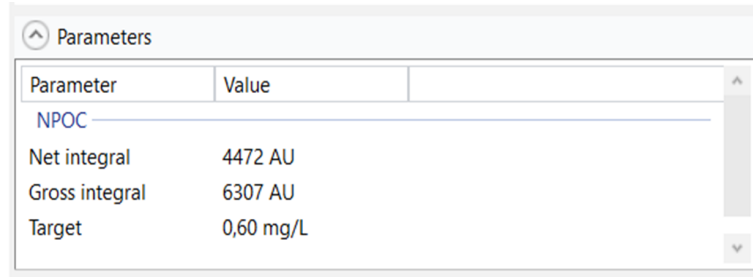 Parameters
Parameter Value
NPOC
Net integral 4472 AU
Gross integral 6307 AU
Target 0,60 mg/L